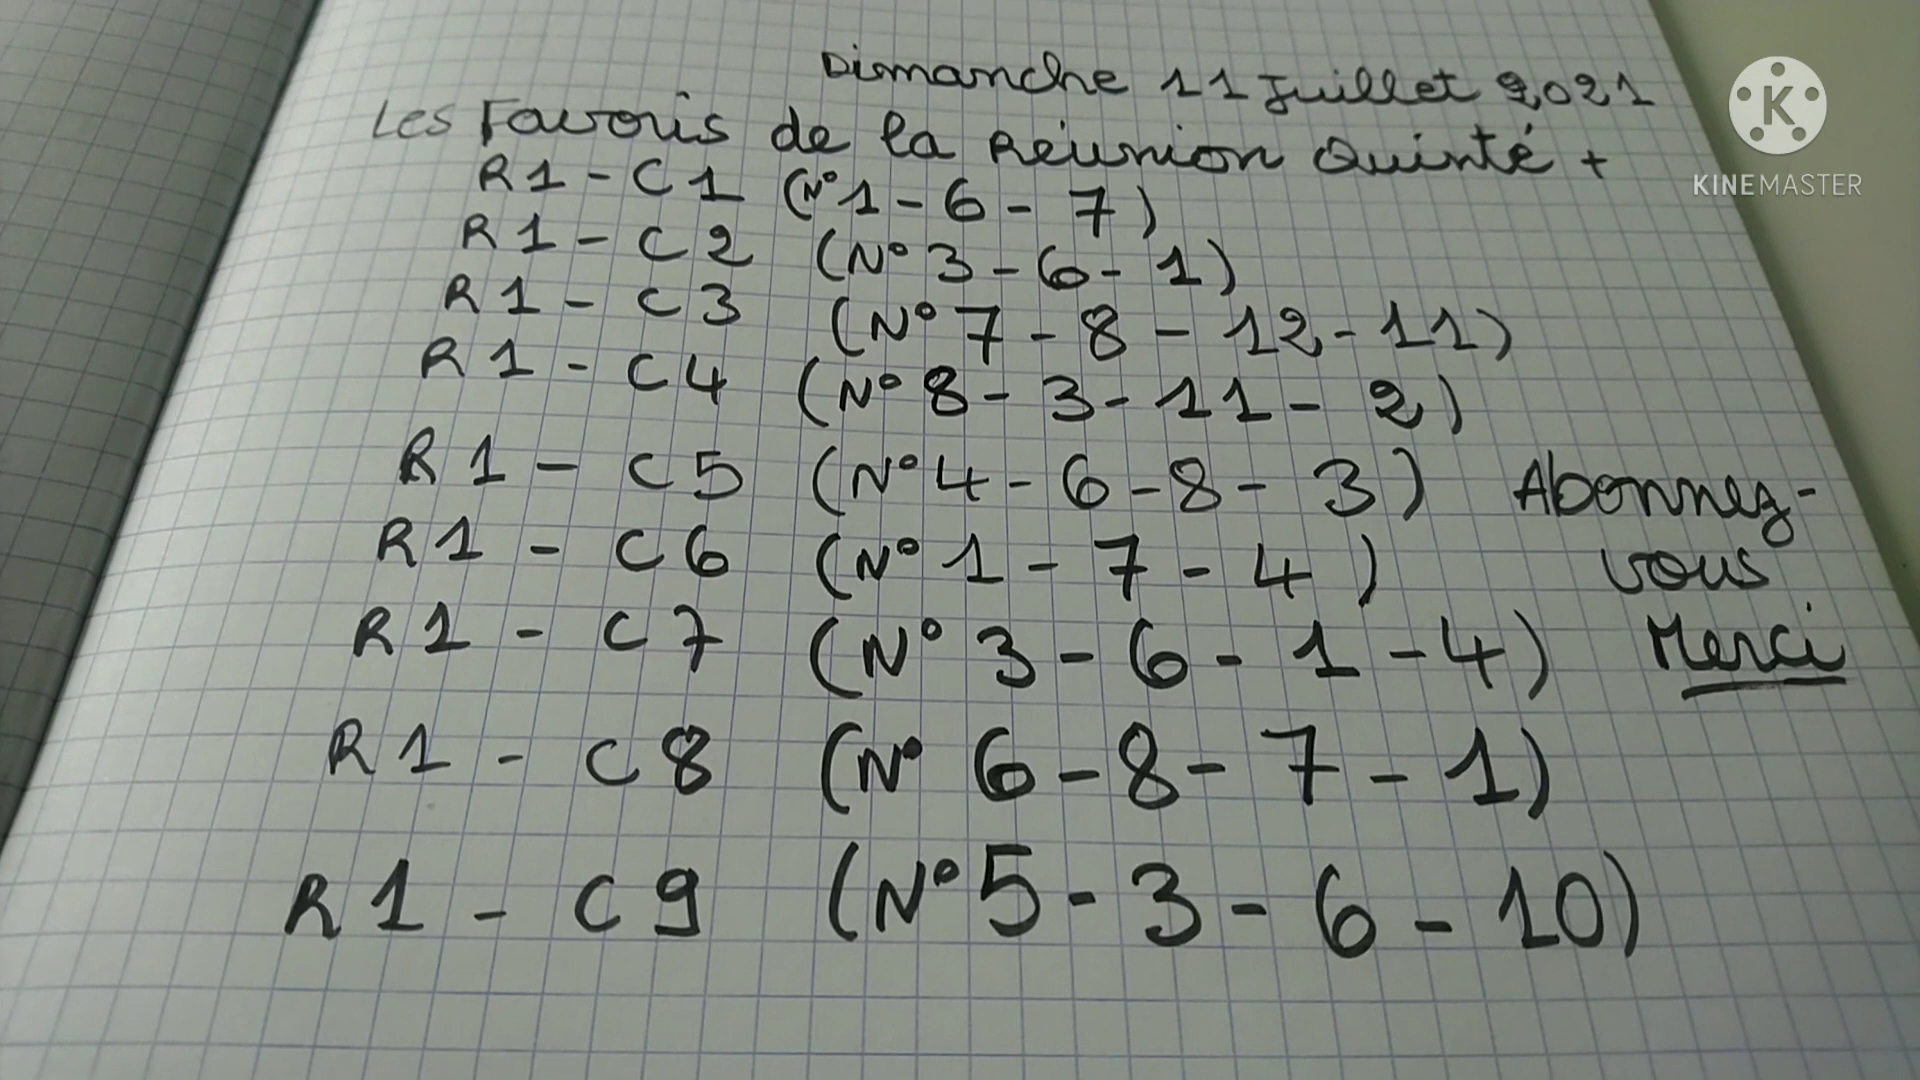 Dimanche 11 Juillet 2021
Les Favoris de la Réunion Quinté +
R1 - C1 (N° 1 - 6 - 7)
R1 - C2 (N° 3 - 6 - 1)
R1 - C3 (N° 7 - 8 - 12 - 11)
R1 - C4 (N° 8 - 3 - 11 - 2)
R1 - C5 (N° 4 - 6 - 8 - 3)
R1 - C6 (N° 1 - 7 - 4)
R1 - C7 (N° 3 - 6 - 1 - 4)
R1 - C8 (N° 6 - 8 - 7 - 1)
R1 - C9 (N° 5 - 3 - 6 - 10)
Abonnez-
vous
Merci
K
KINEMASTER